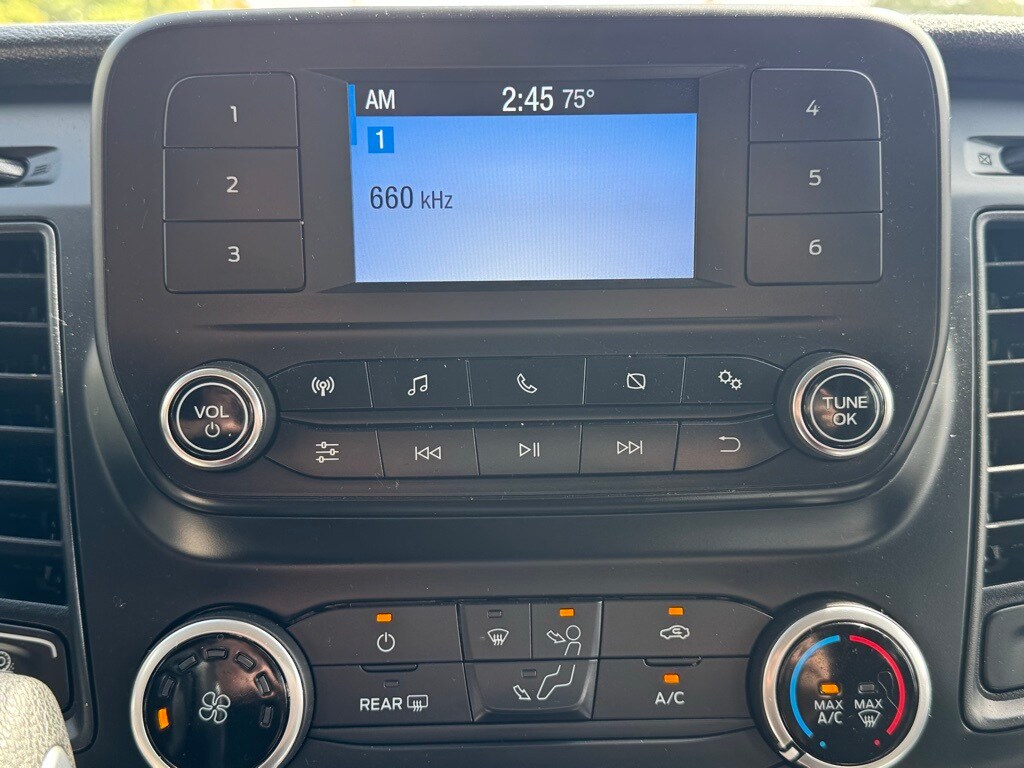 AM 2:45 75°
1
660 kHz
1
2
3
4
5
6
VOL
TUNE
OK
REAR
A/C
MAX
A/C
MAX